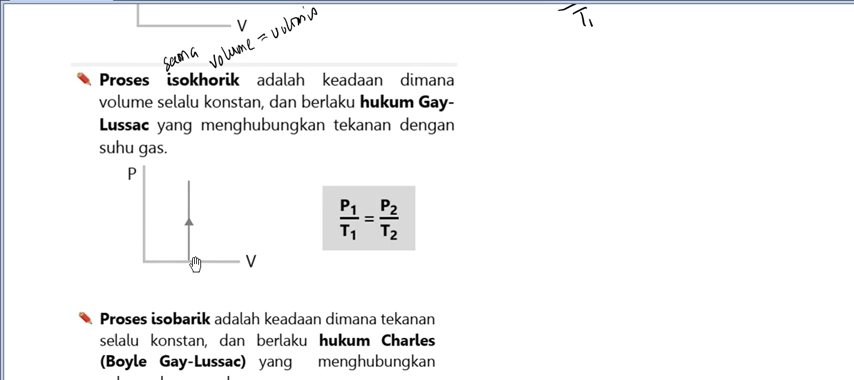 V
T₁
sama volume = volumis
Proses isokhorik adalah keadaan dimana
volume selalu konstan, dan berlaku hukum Gay-
Lussac yang menghubungkan tekanan dengan
suhu gas.
P
P₁/T₁ = P₂/T₂
V
Proses isobarik adalah keadaan dimana tekanan
selalu konstan, dan berlaku hukum Charles
(Boyle Gay-Lussac) yang menghubungkan